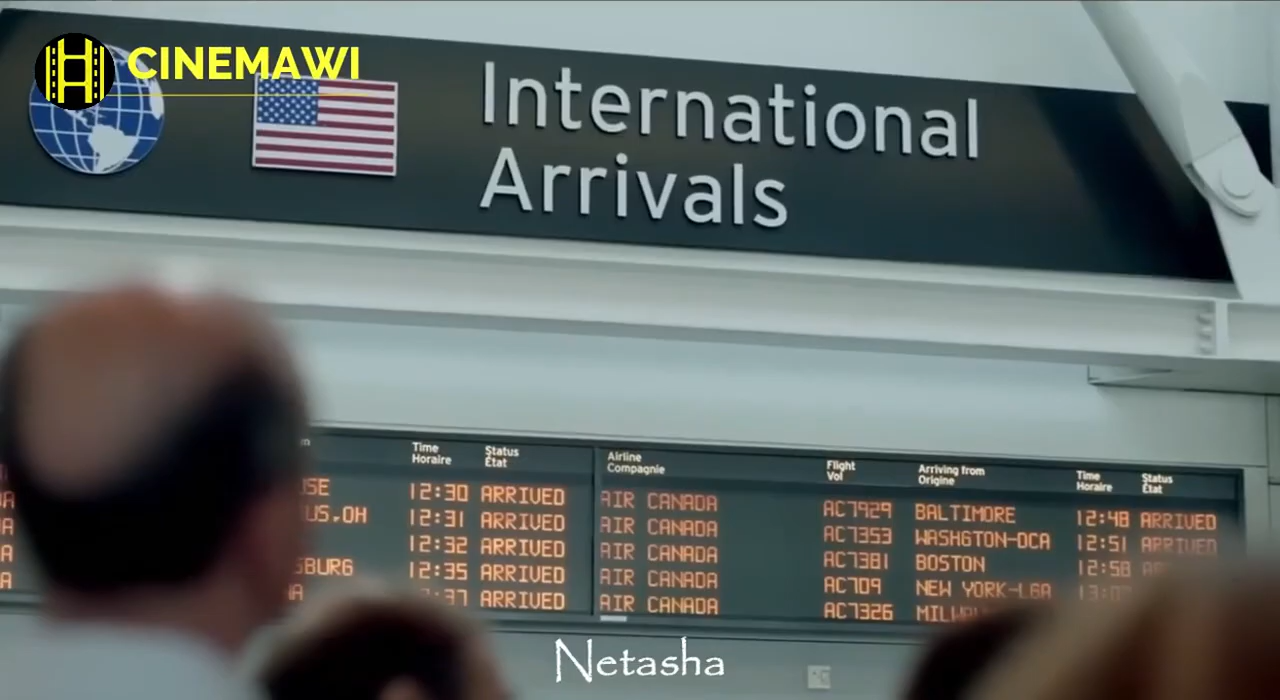 CINEMAWI
International
Arrivals
Time Status Airline Flight Arriving from Time Status
Horaire État Compagnie Vol Origine Horaire État
12:30 ARRIVED AIR CANADA AC7929 BALTIMORE 12:48 ARRIVED
US,OH 12:31 ARRIVED AIR CANADA AC7353 WASHGTON-DCA 12:51 ARRIVED
12:32 ARRIVED AIR CANADA AC7381 BOSTON 12:58
SBURG 12:35 ARRIVED AIR CANADA AC709 NEW YORK-LGA
ARRIVED AIR CANADA AC7326
Netasha